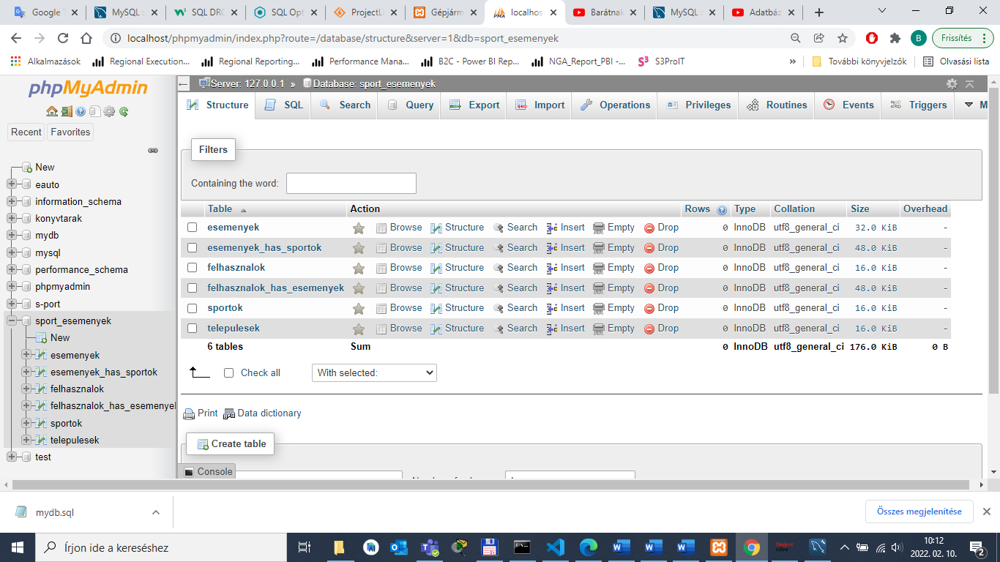 Google T
MySQL :
SQL DRC
SQL Opt
ProjectLi
Gépjárm
localhos
Barátnak
MySQL :
Adatbáz
localhost/phpmyadmin/index.php?route=/database/structure&server=1&db=sport_esemenyek
B
Frissítés
Alkalmazások
Regional Execution...
Regional Reporting...
Performance Mana...
B2C - Power BI Rep...
NGA_Report_PBI -...
S3ProIT
»
További könyvjelzők
Olvasási lista
phpMyAdmin
Recent
Favorites
New
eauto
information_schema
konyvtarak
mydb
mysql
performance_schema
phpmyadmin
s-port
sport_esemenyek
New
esemenyek
esemenyek_has_sportok
felhasznalok
felhasznalok_has_esemenyek
sportok
telepulesek
test
Server: 127.0.0.1 » Database: sport_esemenyek
Structure SQL Search Query Export Import Operations Privileges Routines Events Triggers M
Filters
Containing the word:
Table Action Rows Type Collation Size Overhead
esemenyek Browse Structure Search Insert Empty Drop 0 InnoDB utf8_general_ci 32.0 KiB -
esemenyek_has_sportok Browse Structure Search Insert Empty Drop 0 InnoDB utf8_general_ci 48.0 KiB -
felhasznalok Browse Structure Search Insert Empty Drop 0 InnoDB utf8_general_ci 16.0 KiB -
felhasznalok_has_esemenyek Browse Structure Search Insert Empty Drop 0 InnoDB utf8_general_ci 48.0 KiB -
sportok Browse Structure Search Insert Empty Drop 0 InnoDB utf8_general_ci 16.0 KiB -
telepulesek Browse Structure Search Insert Empty Drop 0 InnoDB utf8_general_ci 16.0 KiB -
6 tables Sum 0 InnoDB utf8_general_ci 176.0 KiB 0 B
Check all With selected:
Print Data dictionary
Create table
Console
mydb.sql
Összes megjelenítése
Írjon ide a kereséshez
10:12
2022. 02. 10.
2